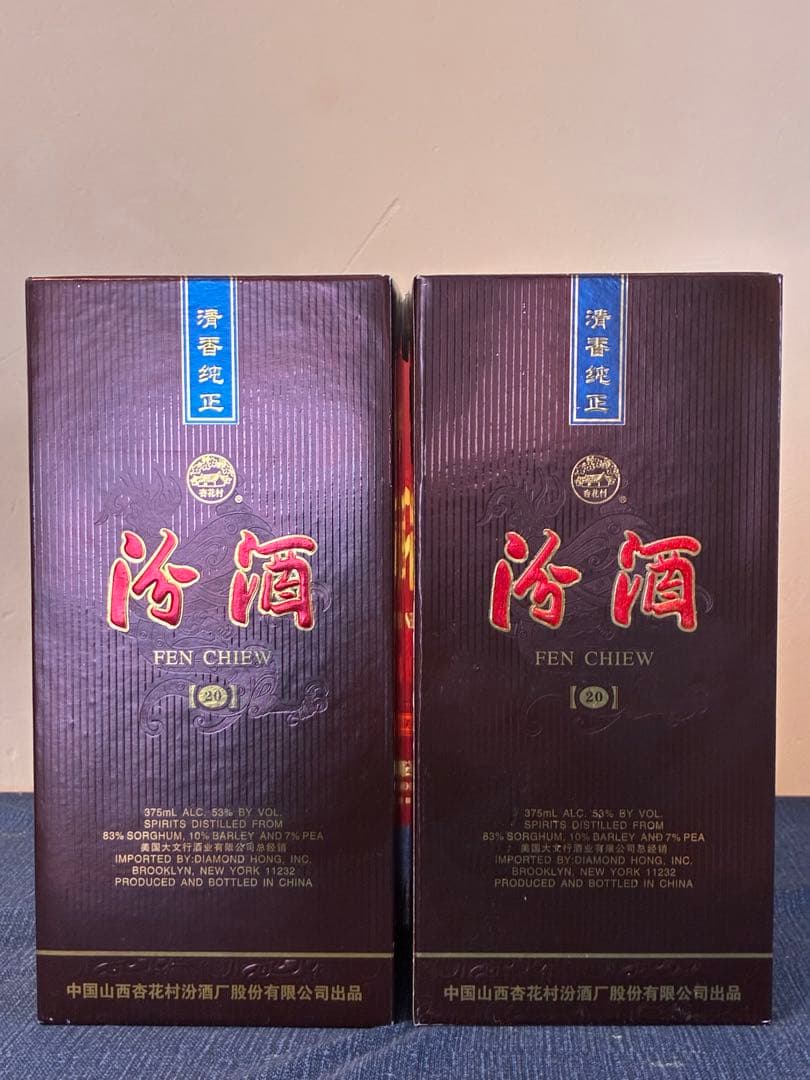 清香纯正
杏花村
®
汾酒
FEN CHIEW
【20】
375mL ALC. 53% BY VOL.
SPIRITS DISTILLED FROM
83% SORGHUM, 10% BARLEY AND 7% PEA
美国大文行酒业有限公司总经销
IMPORTED BY:DIAMOND HONG, INC.
BROOKLYN, NEW YORK 11232
PRODUCED AND BOTTLED IN CHINA
中国山西杏花村汾酒厂股份有限公司出品
清香纯正
杏花村
®
汾酒
FEN CHIEW
【20】
375mL ALC. 53% BY VOL.
SPIRITS DISTILLED FROM
83% SORGHUM, 10% BARLEY AND 7% PEA
美国大文行酒业有限公司总经销
IMPORTED BY:DIAMOND HONG, INC.
BROOKLYN, NEW YORK 11232
PRODUCED AND BOTTLED IN CHINA
中国山西杏花村汾酒厂股份有限公司出品